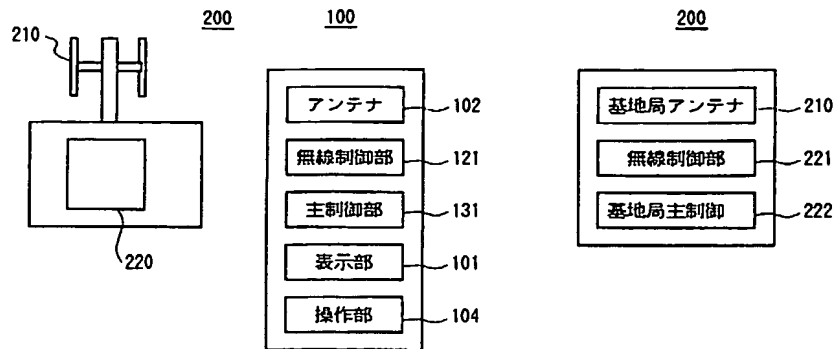 200
210
220
100
アンテナ 102
無線制御部 121
主制御部 131
表示部 101
操作部 104
200
基地局アンテナ 210
無線制御部 221
基地局主制御 222